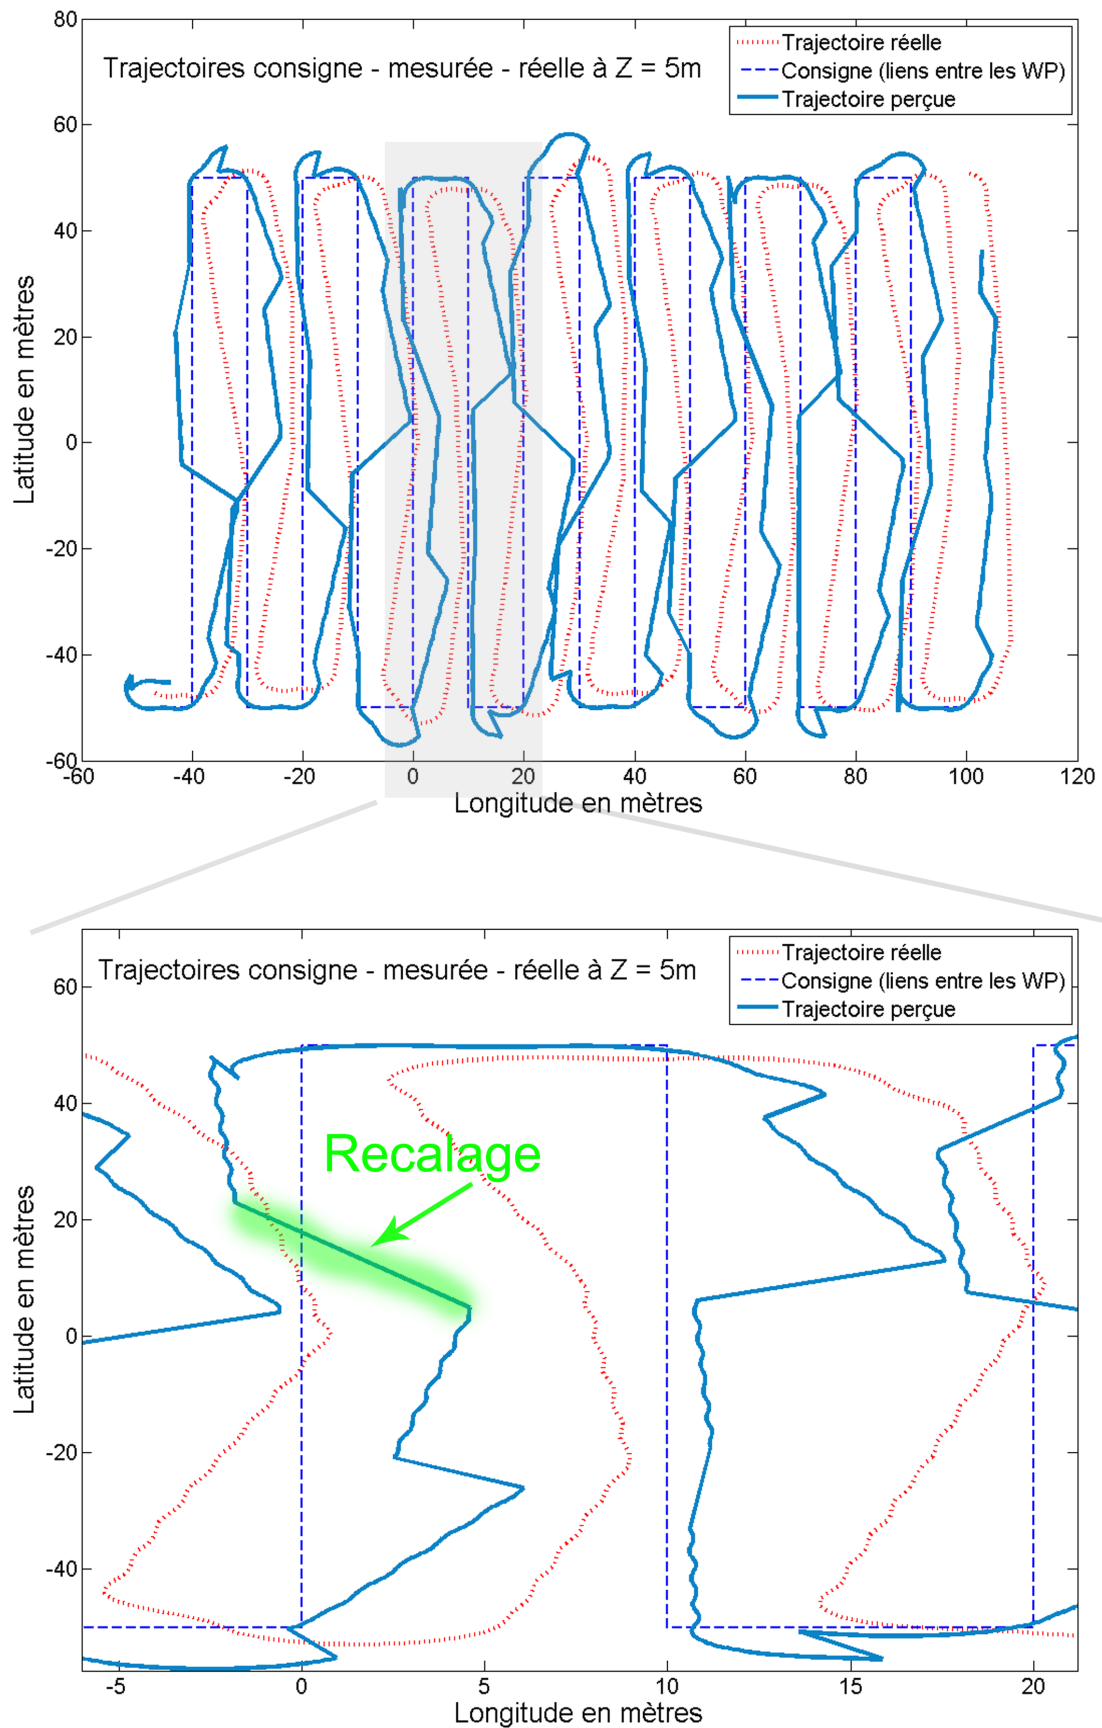 80
60
40
20
0
-20
-40
-60
Latitude en mètres
Trajectoires consigne - mesurée - réelle à Z = 5m
Trajectoire réelle
Consigne (liens entre les WP)
Trajectoire perçue
-60 -40 -20 0 20 40 60 80 100 120
Longitude en mètres
60
40
20
0
-20
-40
Latitude en mètres
Trajectoires consigne - mesurée - réelle à Z = 5m
Trajectoire réelle
Consigne (liens entre les WP)
Trajectoire perçue
Recalage
-5 0 5 10 15 20
Longitude en mètres